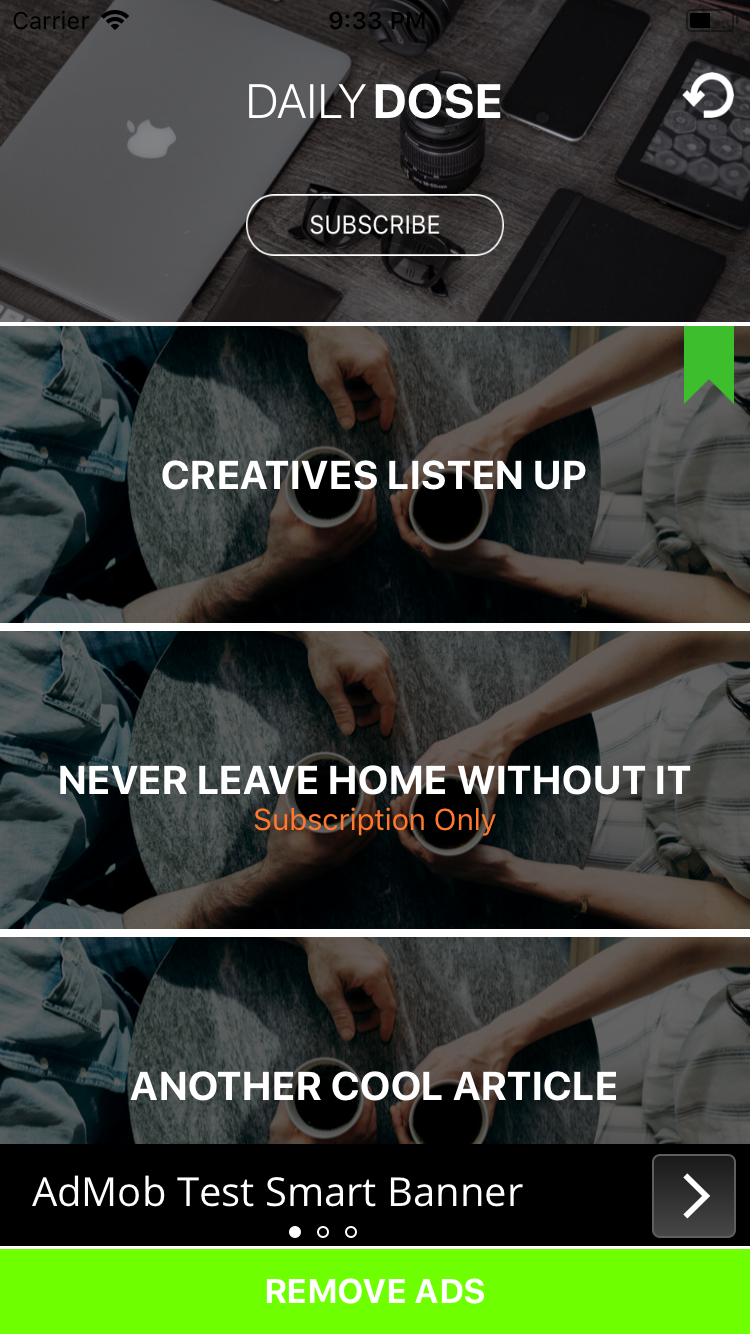 Carrier 9:33 PM
DAILY DOSE
SUBSCRIBE
CREATIVES LISTEN UP
NEVER LEAVE HOME WITHOUT IT
Subscription Only
ANOTHER COOL ARTICLE
AdMob Test Smart Banner
REMOVE ADS